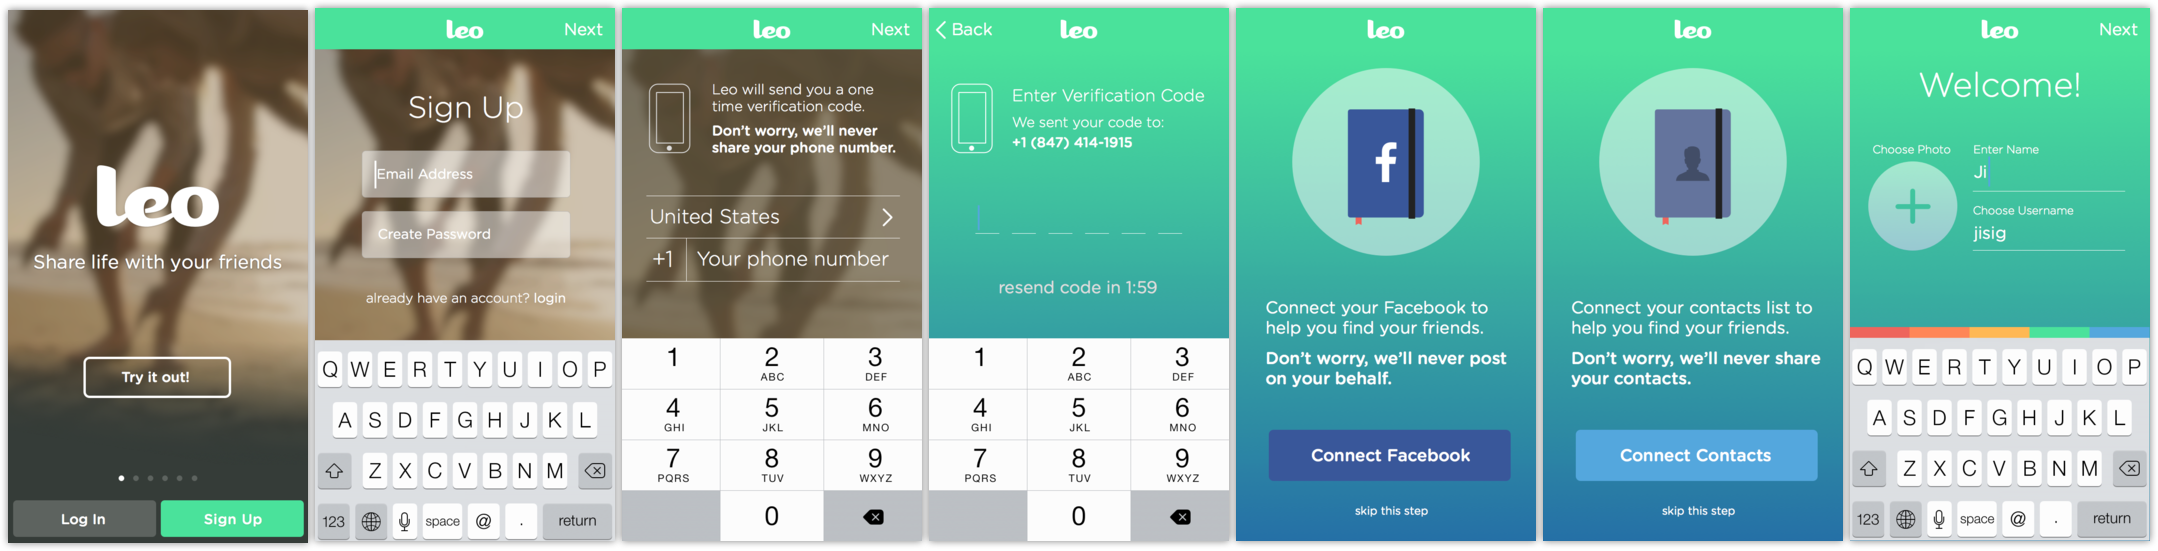 leo
Share life with your friends
Try it out!
Log In
Sign Up
leo
Next
Sign Up
Email Address
Create Password
already have an account? login
Q W E R T Y U I O P
A S D F G H J K L
Z X C V B N M
123
space
@
.
return
leo
Next
Leo will send you a one
time verification code.
Don't worry, we'll never
share your phone number.
United States
+1
Your phone number
1
2
ABC
3
DEF
4
GHI
5
JKL
6
MNO
7
PQRS
8
TUV
9
WXYZ
0
Back
leo
Enter Verification Code
We sent your code to:
+1 (847) 414-1915
resend code in 1:59
1
2
ABC
3
DEF
4
GHI
5
JKL
6
MNO
7
PQRS
8
TUV
9
WXYZ
0
leo
f
Connect your Facebook to
help you find your friends.
Don't worry, we'll never post
on your behalf.
Connect Facebook
skip this step
leo
Connect your contacts list to
help you find your friends.
Don't worry, we'll never share
your contacts.
Connect Contacts
skip this step
leo
Next
Welcome!
Choose Photo
Enter Name
Ji
Choose Username
jisig
Q W E R T Y U I O P
A S D F G H J K L
Z X C V B N M
123
space
@
.
return